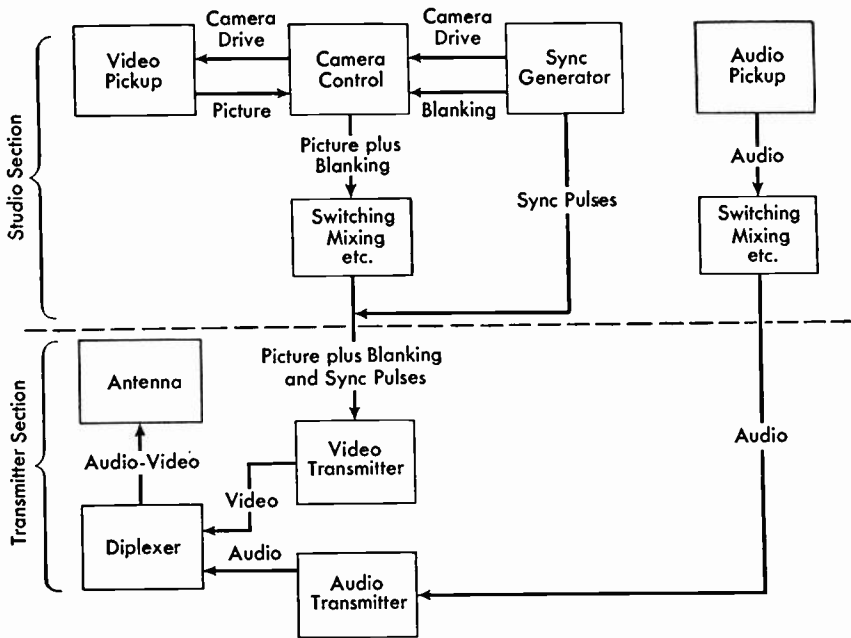 Camera
Drive
Camera
Drive
Video
Pickup
Camera
Control
Sync
Generator
Audio
Pickup
Picture
Blanking
Picture plus
Blanking
Audio
Sync Pulses
Switching
Mixing
etc.
Switching
Mixing
etc.
Studio Section
Picture plus Blanking
and Sync Pulses
Antenna
Audio
Video
Transmitter
Audio-Video
Video
Diplexer
Audio
Audio
Transmitter
Transmitter Section